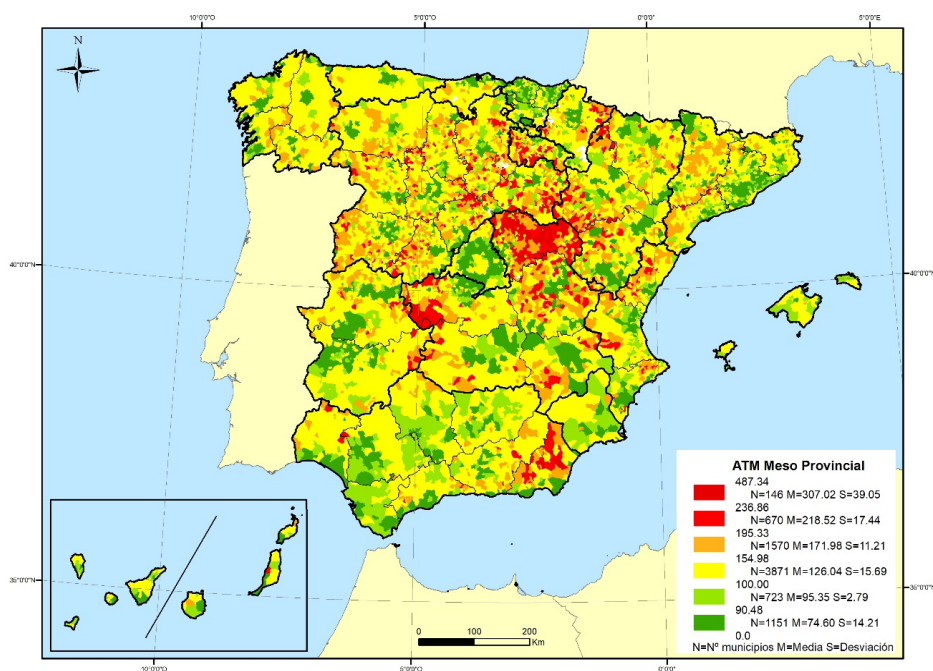 10°0'0"O
5°0'0"O
0°0'0"
5°0'0"E
N
40°0'0"N
40°0'0"N
35°0'0"N
35°0'0"N
10°0'0"O
5°0'0"O
0°0'0"
0 100 200
Km
ATM Meso Provincial
487.34
N=146 M=307.02 S=39.05
236.86
N=670 M=218.52 S=17.44
195.33
N=1570 M=171.98 S=11.21
154.98
N=3871 M=126.04 S=15.69
100.00
N=723 M=95.35 S=2.79
90.48
N=1151 M=74.60 S=14.21
0.0
N=Nº municipios M=Media S=Desviación